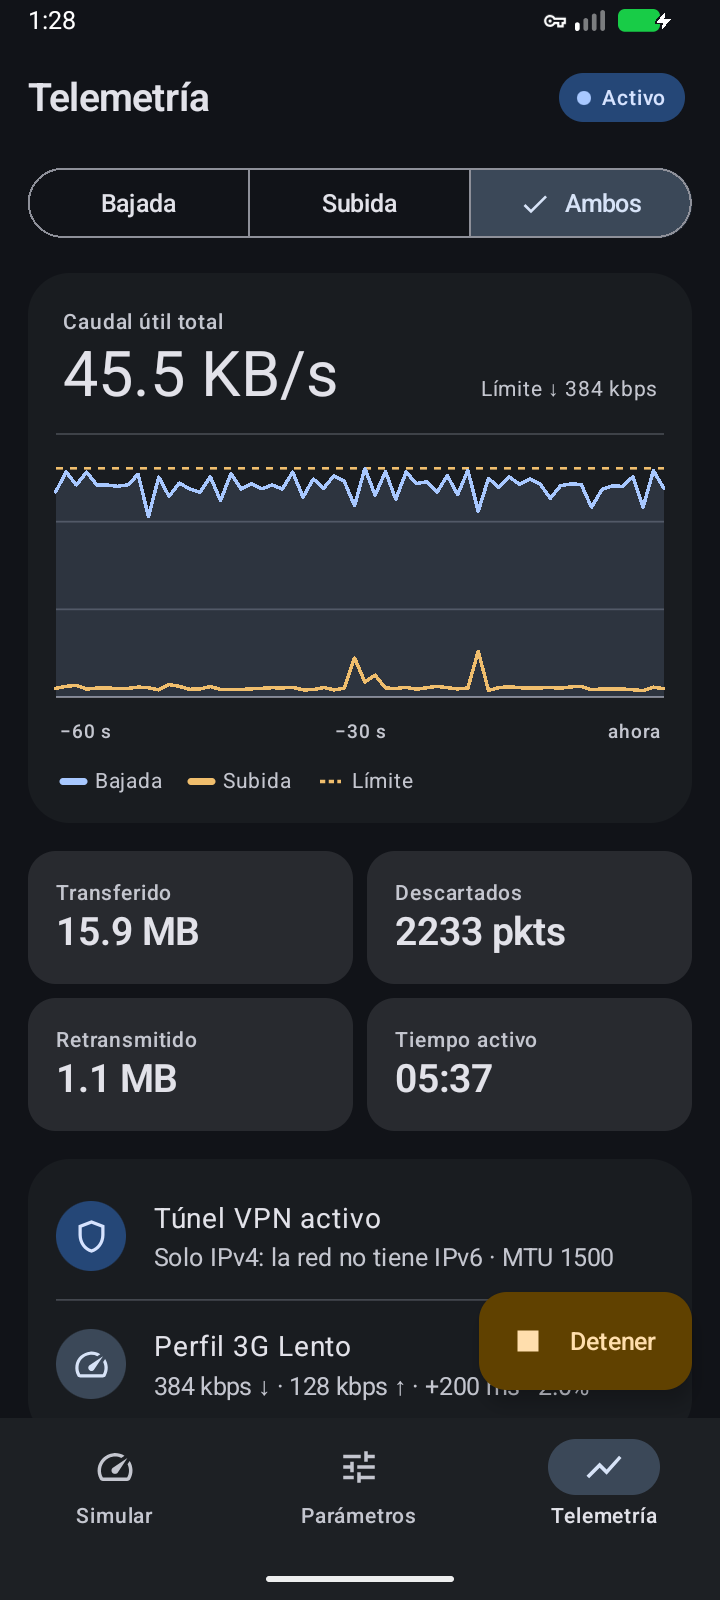 1:28
Telemetría
Activo
Bajada
Subida
Ambos
Caudal útil total
45.5 KB/s
Límite ↓ 384 kbps
−60 s
−30 s
ahora
Bajada
Subida
Límite
Transferido
15.9 MB
Descartados
2233 pkts
Retransmitido
1.1 MB
Tiempo activo
05:37
Túnel VPN activo
Solo IPv4: la red no tiene IPv6 · MTU 1500
Perfil 3G Lento
384 kbps ↓ · 128 kbps ↑ · +200
Detener
Simular
Parámetros
Telemetría